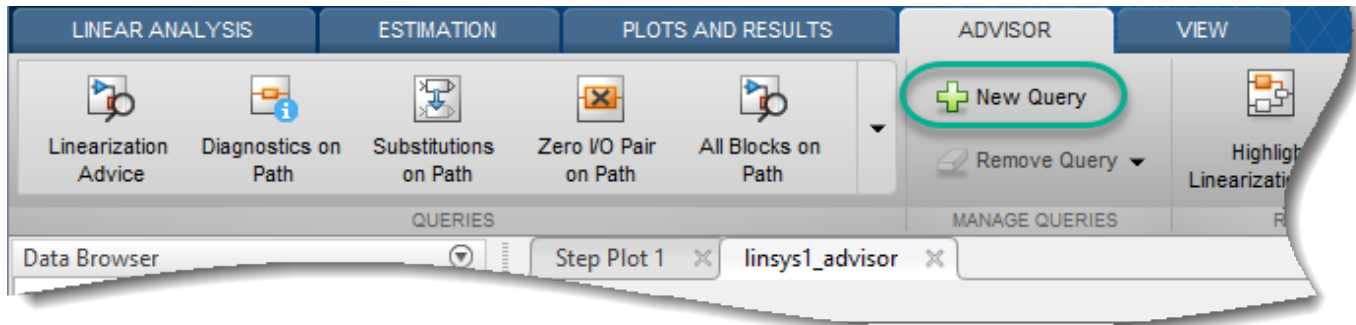 LINEAR ANALYSIS ESTIMATION PLOTS AND RESULTS ADVISOR VIEW
Linearization Advice
Diagnostics on Path
Substitutions on Path
Zero I/O Pair on Path
All Blocks on Path
New Query
Remove Query
QUERIES
MANAGE QUERIES
Data Browser
Step Plot 1
linsys1_advisor